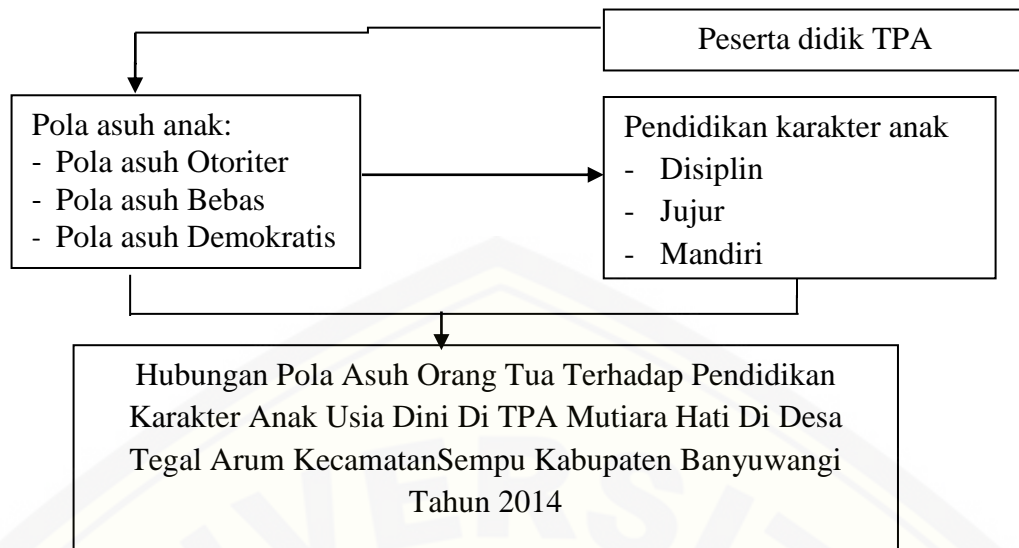 Peserta didik TPA
Pola asuh anak:
- Pola asuh Otoriter
- Pola asuh Bebas
- Pola asuh Demokratis
Pendidikan karakter anak
- Disiplin
- Jujur
- Mandiri
Hubungan Pola Asuh Orang Tua Terhadap Pendidikan
Karakter Anak Usia Dini Di TPA Mutiara Hati Di Desa
Tegal Arum KecamatanSempu Kabupaten Banyuwangi
Tahun 2014